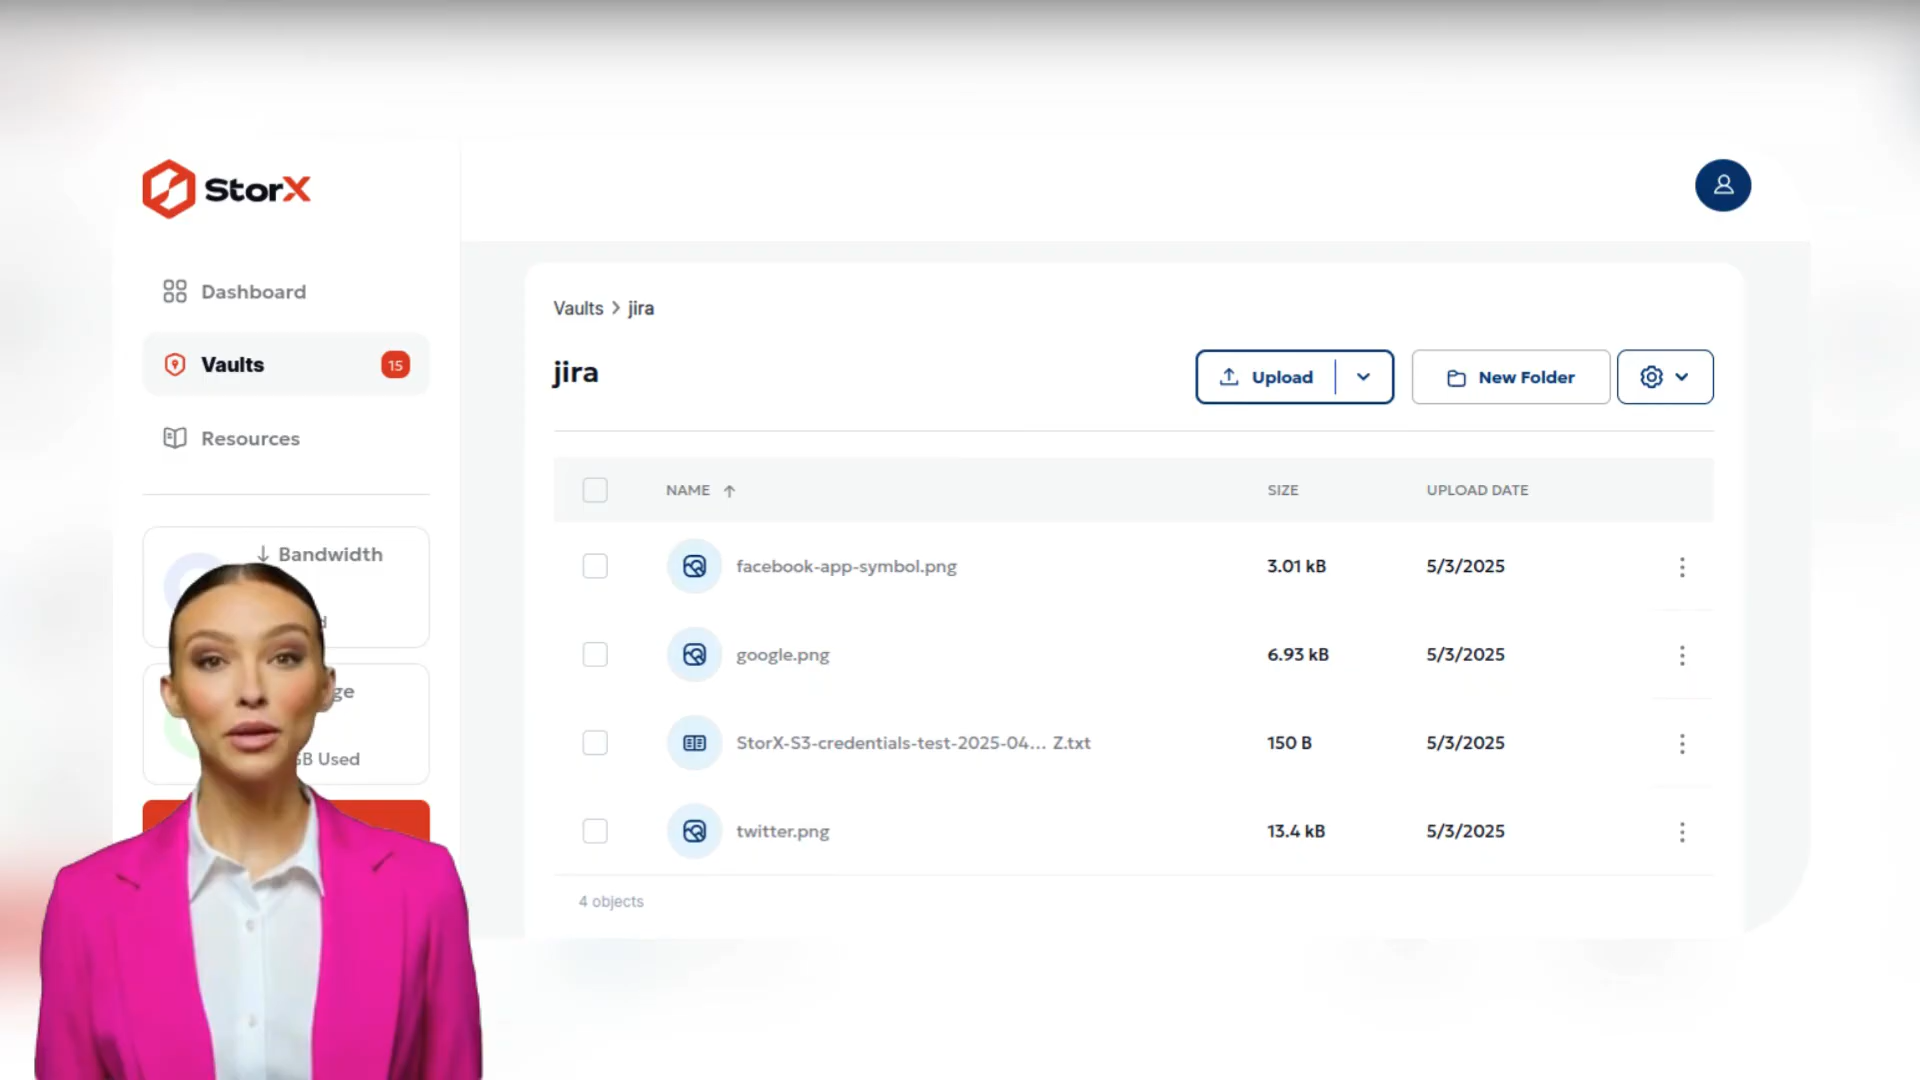 StorX
Dashboard
Vaults 15
Resources
Bandwidth
GB Used
Vaults > jira
jira
Upload
New Folder
NAME SIZE UPLOAD DATE
facebook-app-symbol.png 3.01 kB 5/3/2025
google.png 6.93 kB 5/3/2025
StorX-S3-credentials-test-2025-04... Z.txt 150 B 5/3/2025
twitter.png 13.4 kB 5/3/2025
4 objects